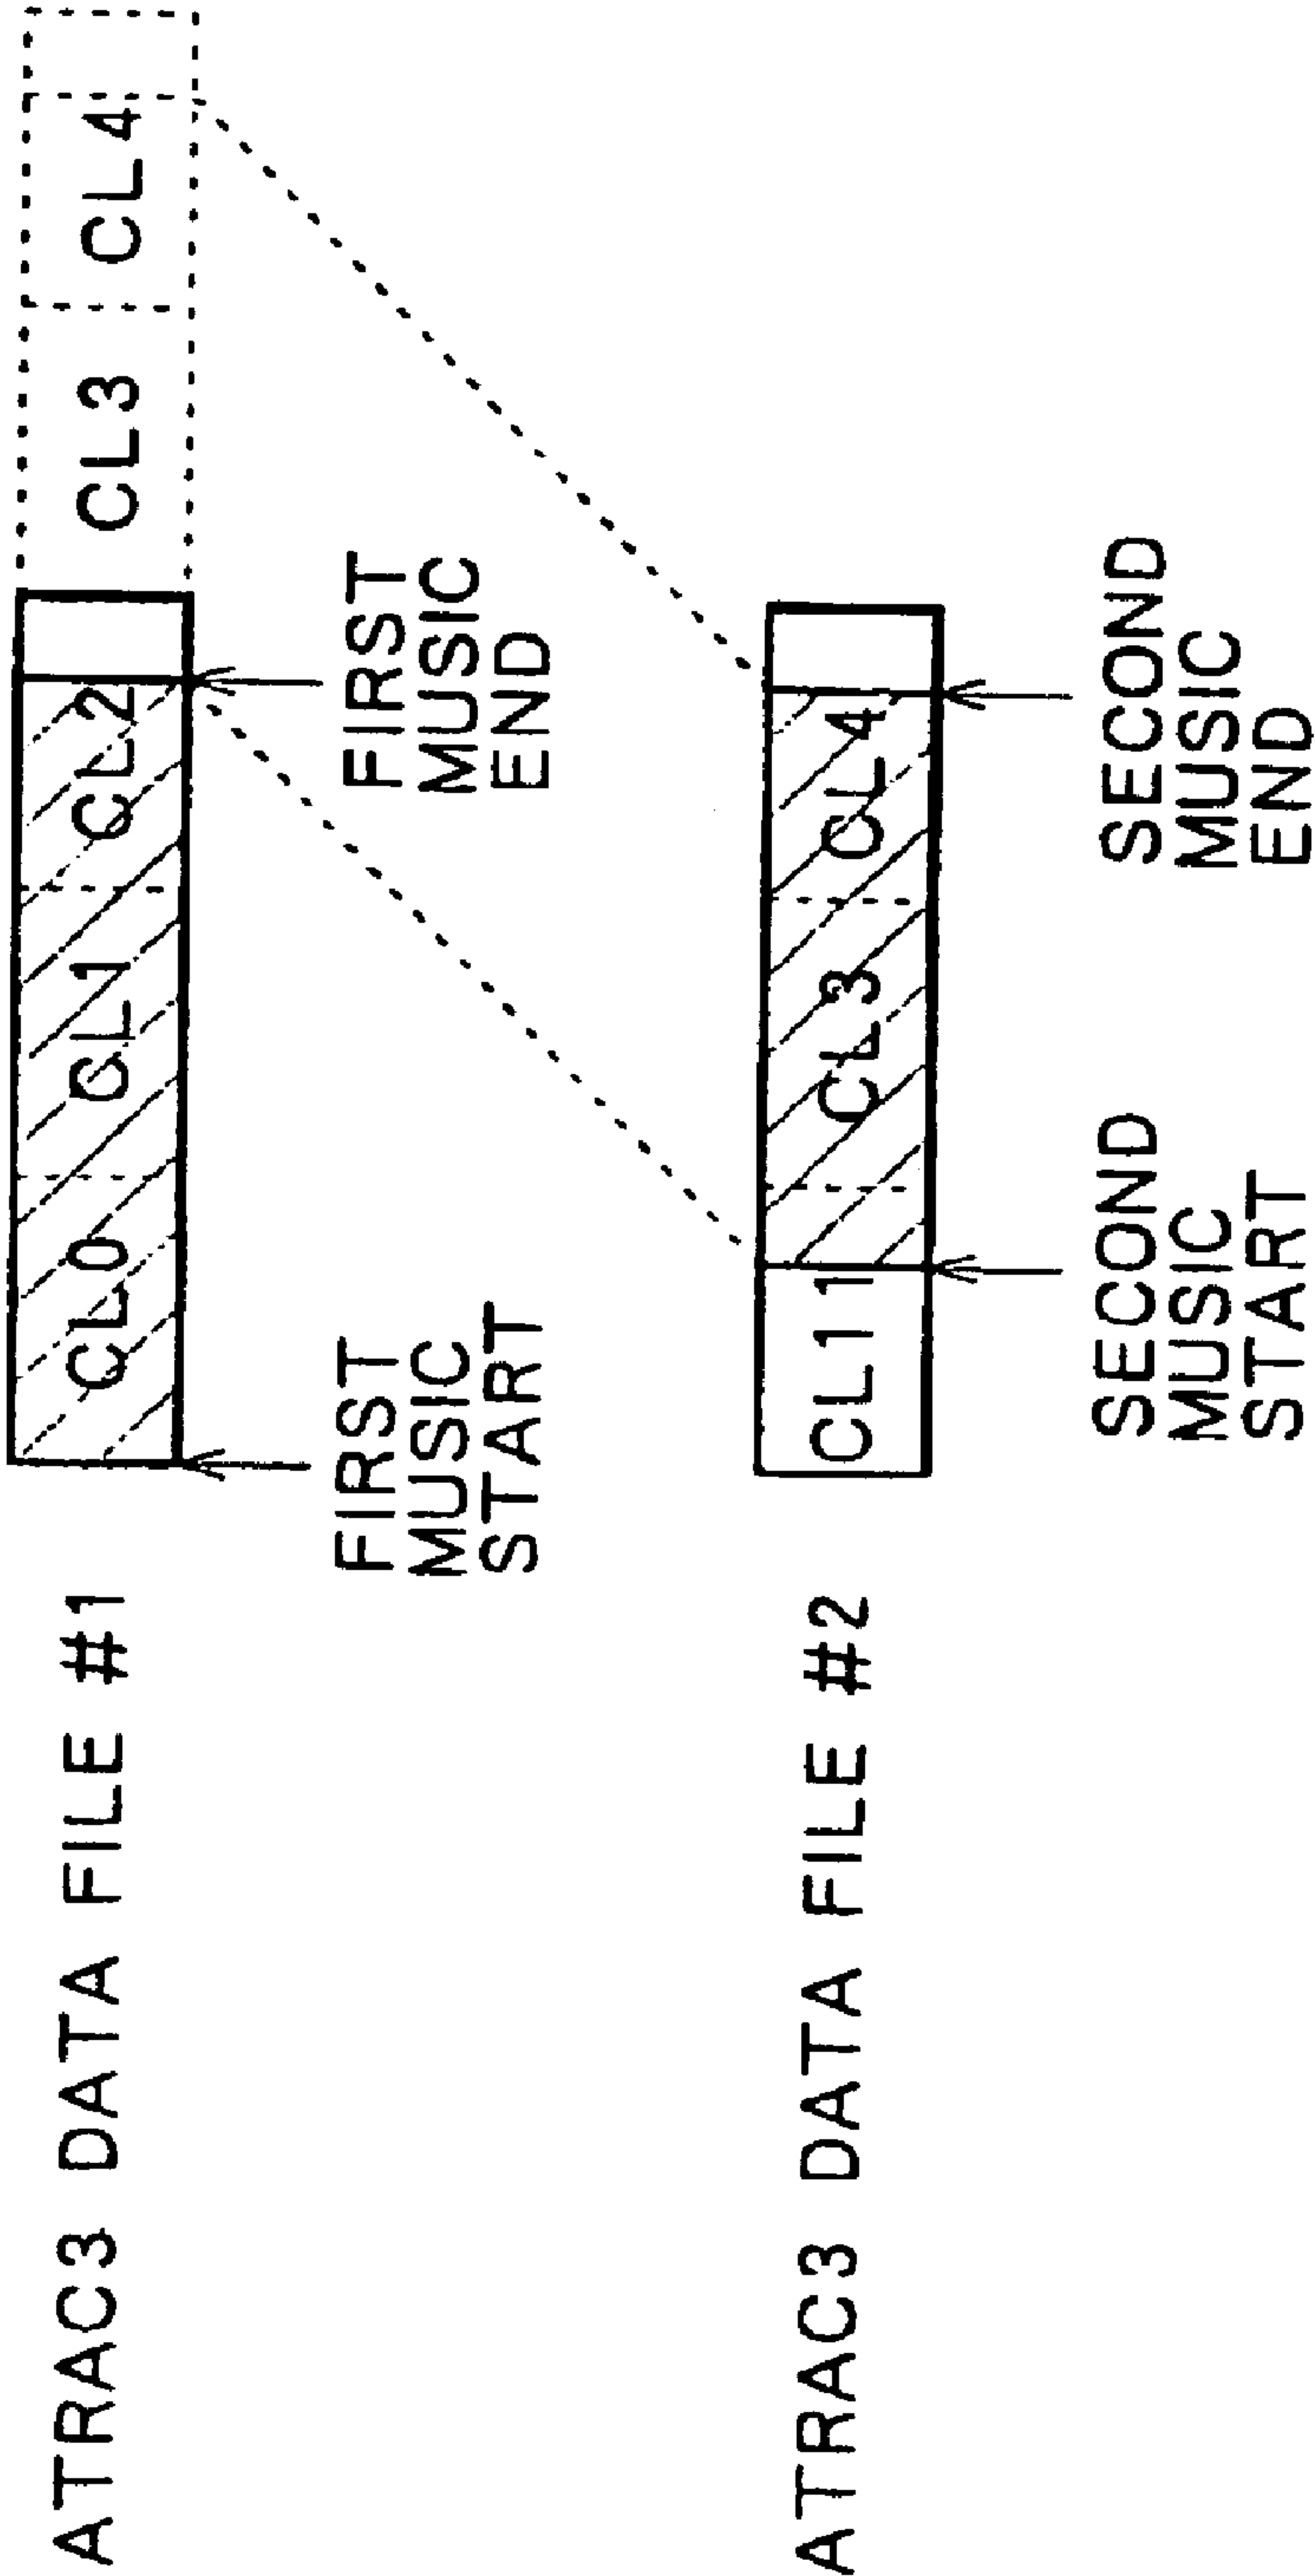 ATRAC3 DATA FILE #1
CL0
CL1
CL2
CL3
CL4
FIRST
MUSIC
START
FIRST
MUSIC
END
ATRAC3 DATA FILE #2
CL11
CL3
CL4
SECOND
MUSIC
START
SECOND
MUSIC
END